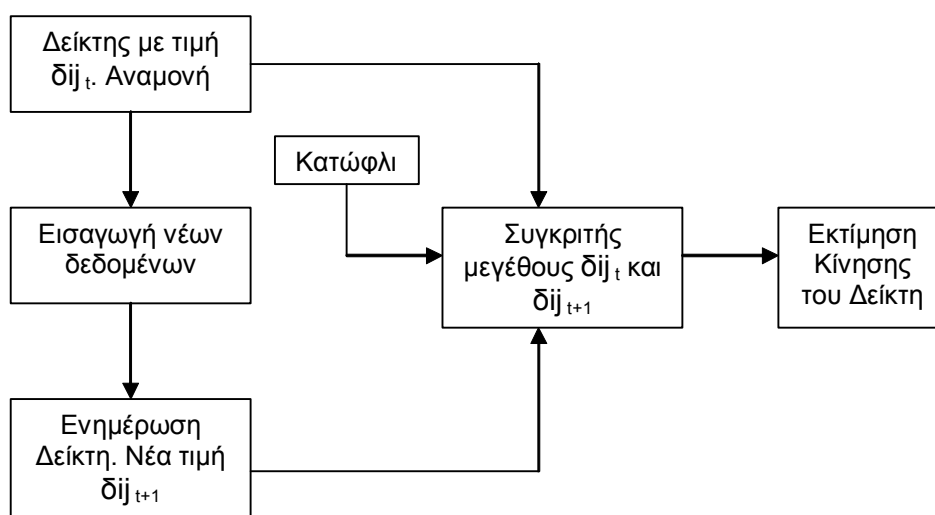 Δείκτης με τιμή
δij t. Αναμονή
Κατώφλι
Εισαγωγή νέων
δεδομένων
Συγκριτής
μεγέθους δij t και
δij t+1
Εκτίμηση
Κίνησης
του Δείκτη
Ενημέρωση
Δείκτη. Νέα τιμή
δij t+1